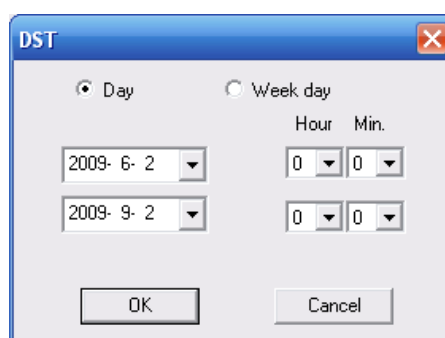 DST
Day Week day
Hour Min.
2009- 6- 2 0 0
2009- 9- 2 0 0
OK Cancel